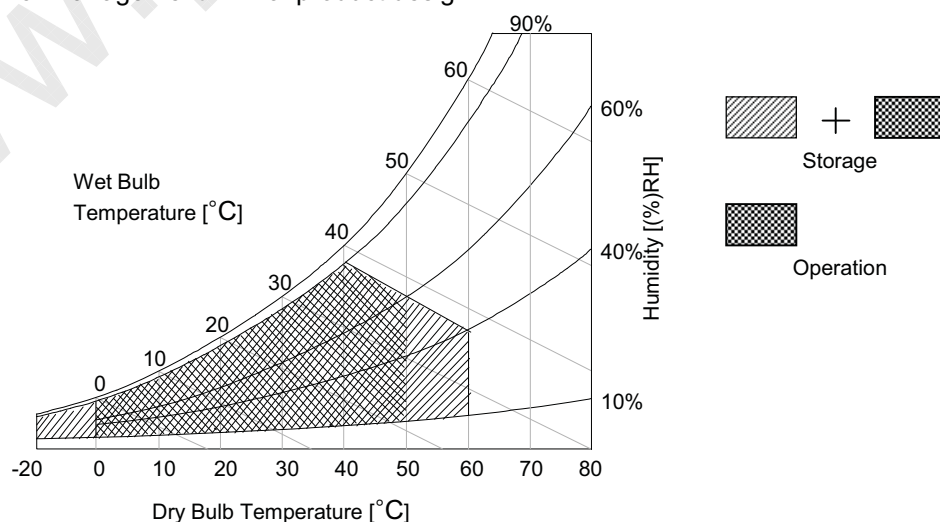 90%
60
60%
50
Storage
Wet Bulb
Temperature [°C]
40
40%
Humidity [(%)RH]
30
Operation
20
10
0
10%
-20 0 10 20 30 40 50 60 70 80
Dry Bulb Temperature [°C]